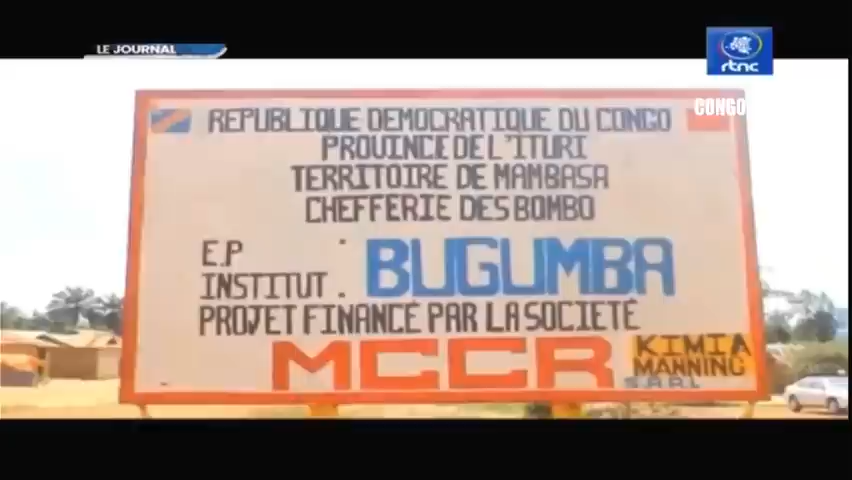 LE JOURNAL
rtnc
CONGO
REPUBLIQUE DEMOCRATIQUE DU CONGO
PROVINCE DE L'ITURI
TERRITOIRE DE MAMBASA
CHEFFERIE DES BOMBO
E.P
INSTITUT : BUGUMBA
PROJET FINANCE PAR LA SOCIETÉ
MCCR KIMIA
MANNING
S.A.R.L